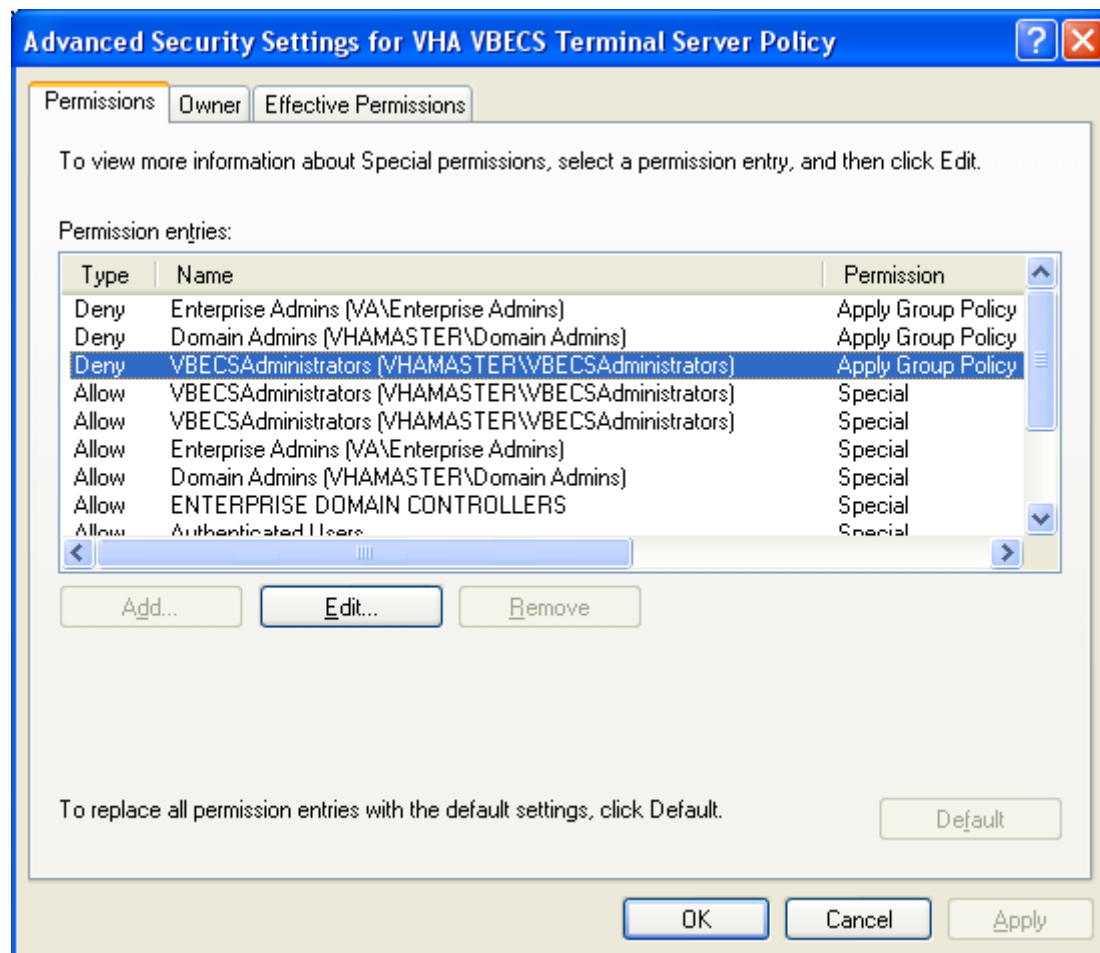 Advanced Security Settings for VHA VBECS Terminal Server Policy
Permissions Owner Effective Permissions
To view more information about Special permissions, select a permission entry, and then click Edit.
Permission entries:
Type Name Permission
Deny Enterprise Admins (VA\Enterprise Admins) Apply Group Policy
Deny Domain Admins (VHAMASTER\Domain Admins) Apply Group Policy
Deny VBECSAdministrators (VHAMASTER\VBECSAdministrators) Apply Group Policy
Allow VBECSAdministrators (VHAMASTER\VBECSAdministrators) Special
Allow VBECSAdministrators (VHAMASTER\VBECSAdministrators) Special
Allow Enterprise Admins (VA\Enterprise Admins) Special
Allow Domain Admins (VHAMASTER\Domain Admins) Special
Allow ENTERPRISE DOMAIN CONTROLLERS Special
Allow Authenticated Users Special
Add... Edit... Remove
To replace all permission entries with the default settings, click Default.
Default
OK Cancel Apply